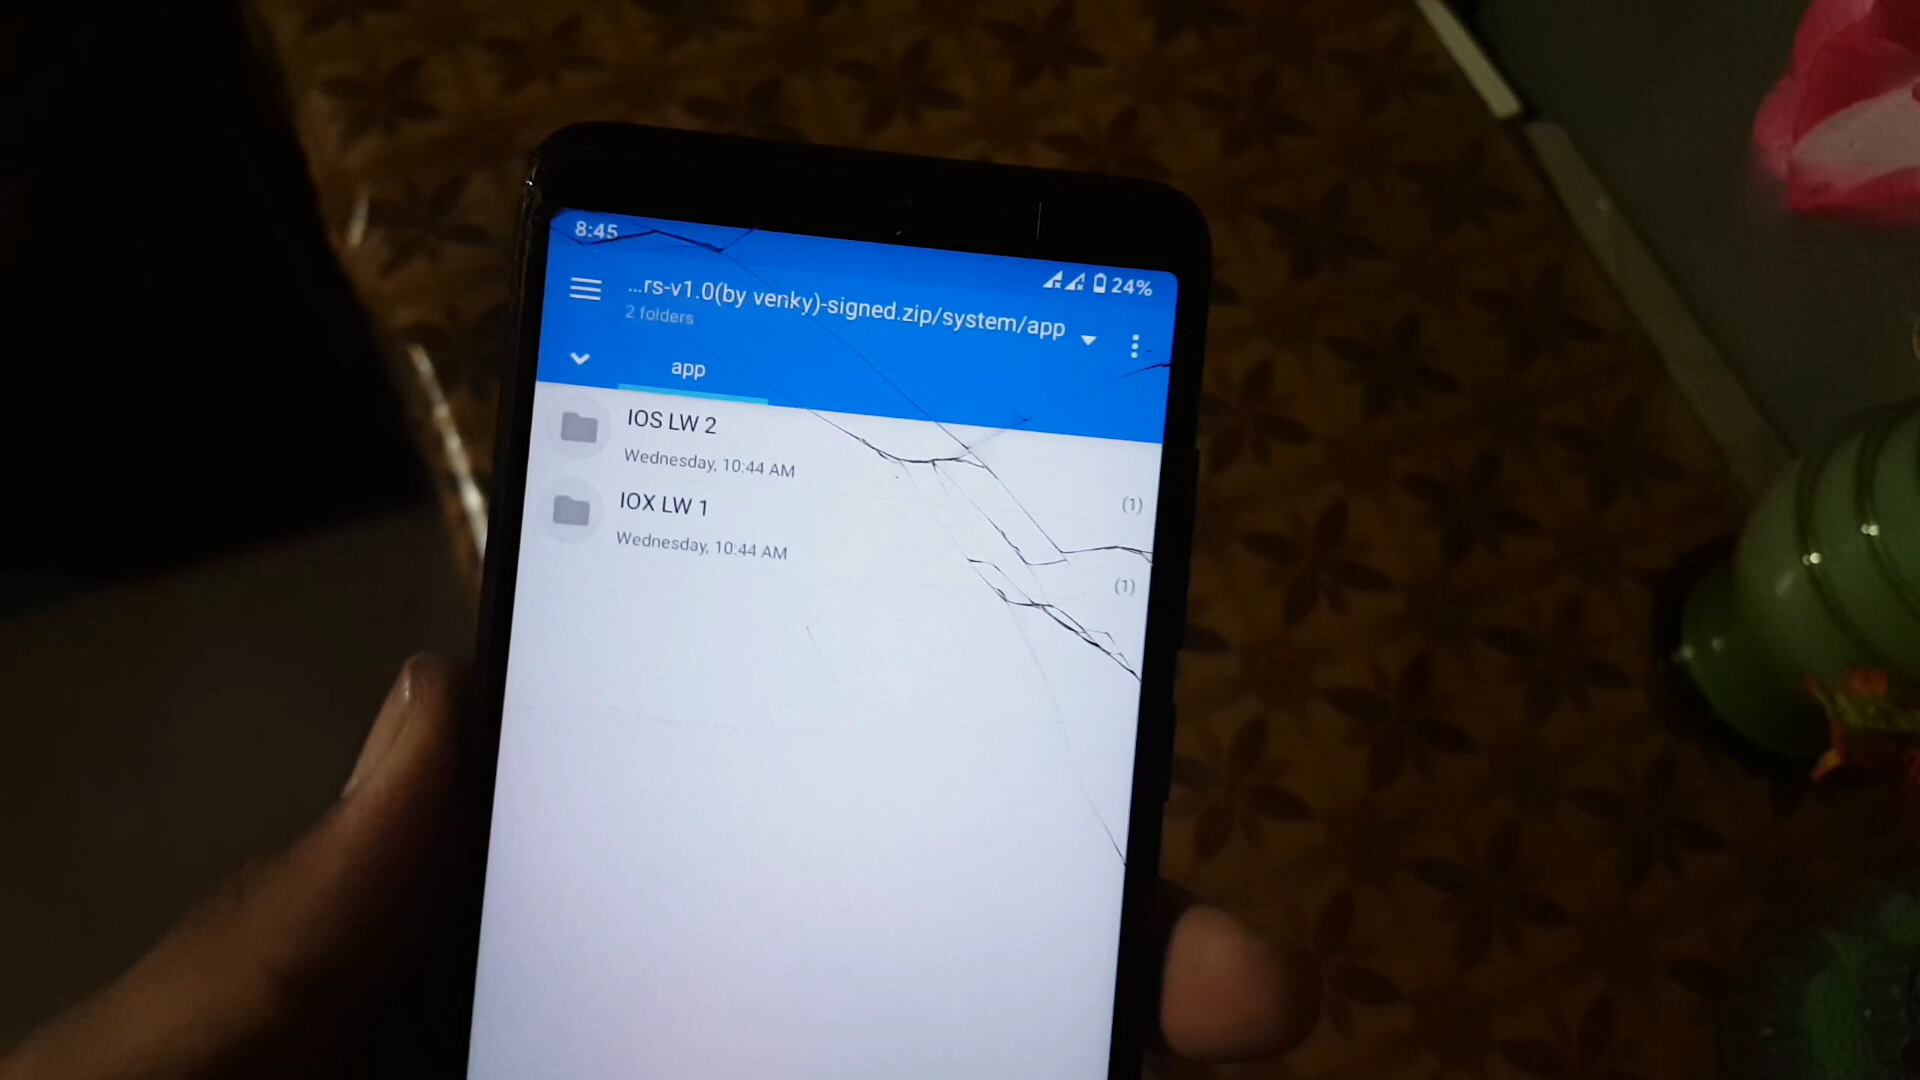 8:45
24%
...rs-v1.0(by venky)-signed.zip/system/app
2 folders
app
IOS LW 2
Wednesday, 10:44 AM
(1)
IOX LW 1
Wednesday, 10:44 AM
(1)